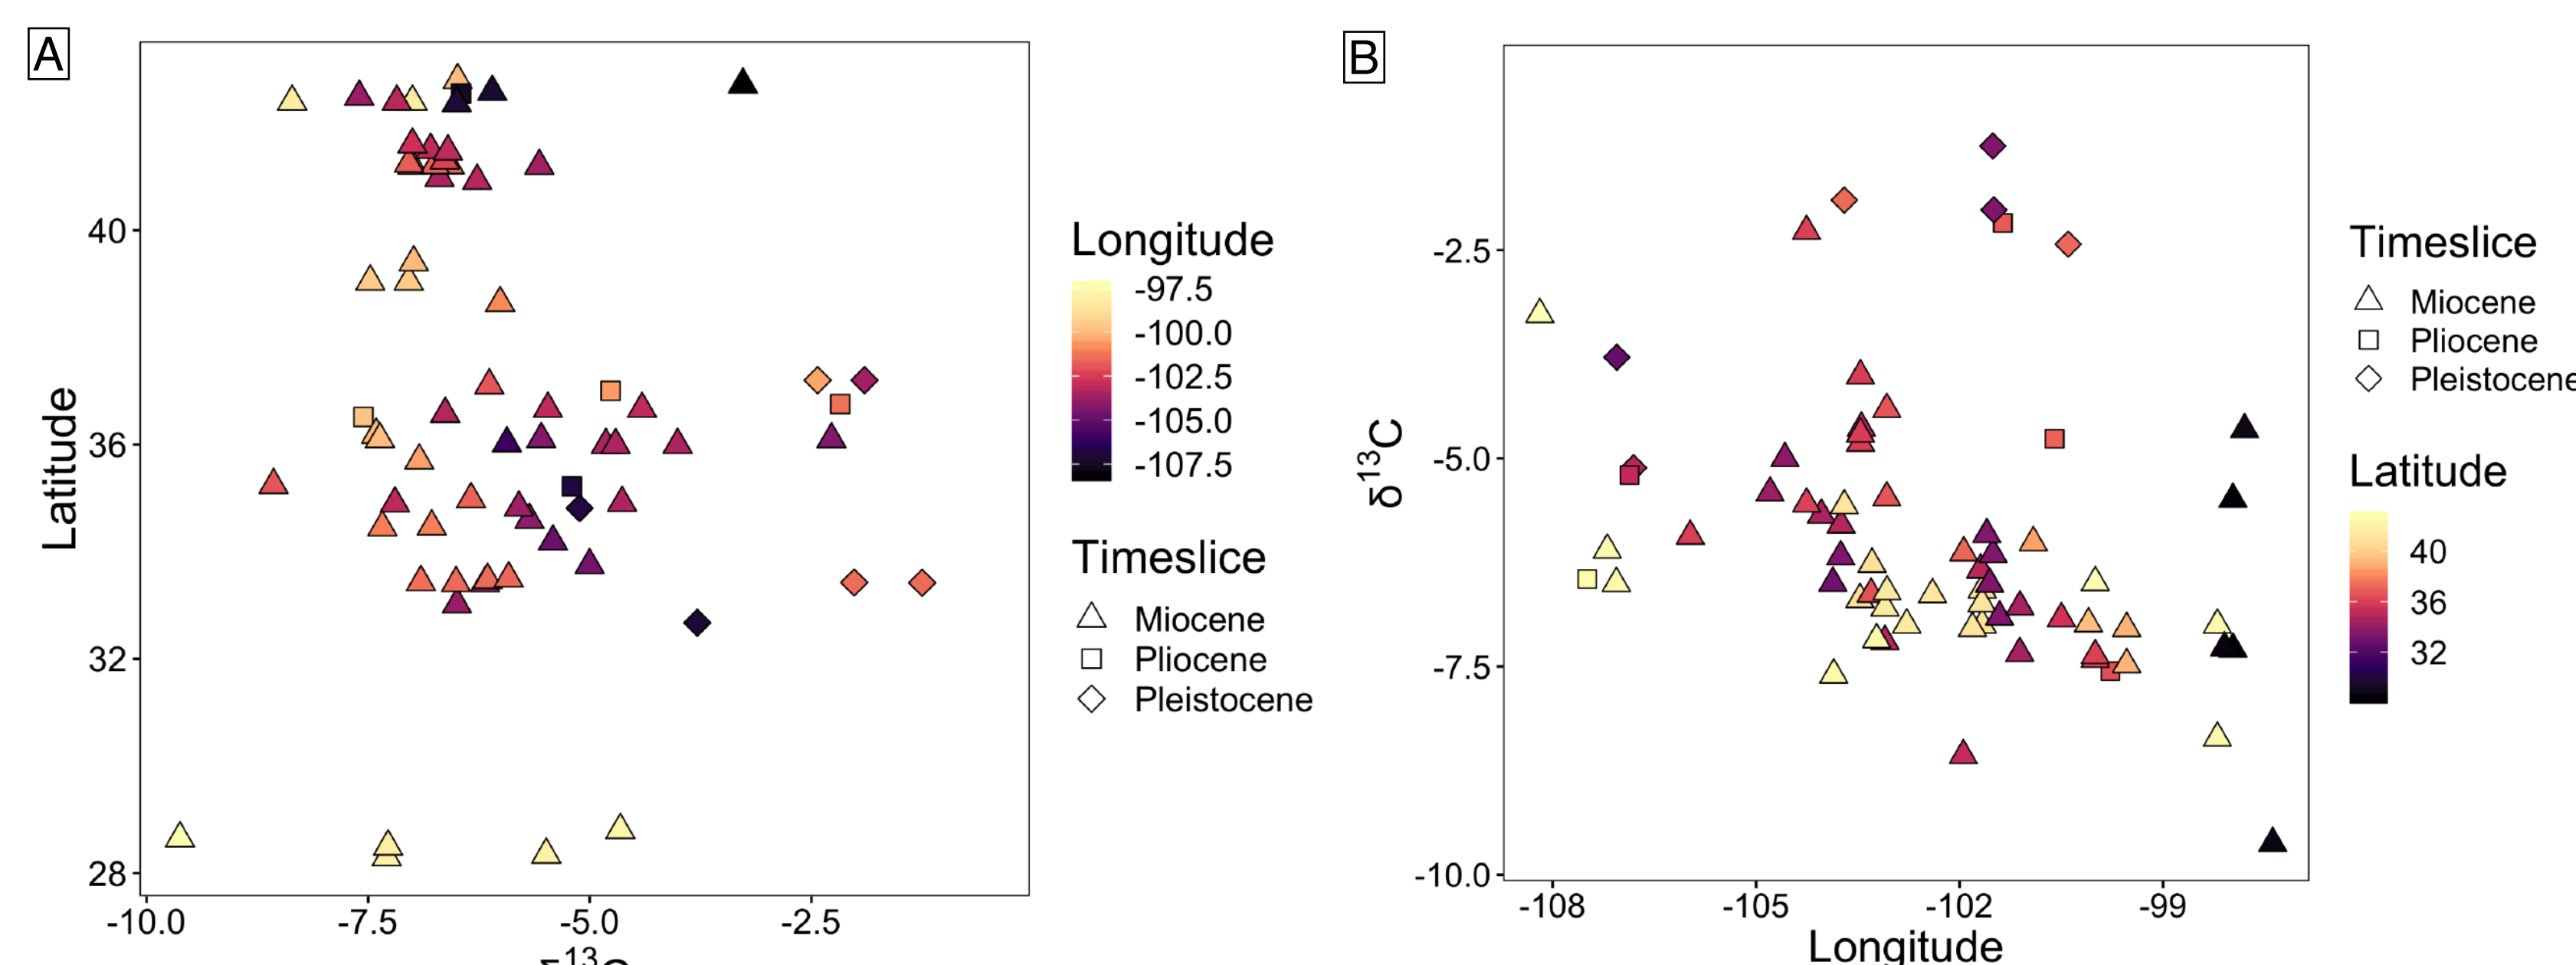 A
40
36
32
28
Latitude
-10.0 -7.5 -5.0 -2.5
Longitude
-97.5
-100.0
-102.5
-105.0
-107.5
Timeslice
Miocene
Pliocene
Pleistocene
B
-2.5
-5.0
-7.5
-10.0
δ¹³C
-108 -105 -102 -99
Longitude
Timeslice
Miocene
Pliocene
Pleistocene
Latitude
40
36
32